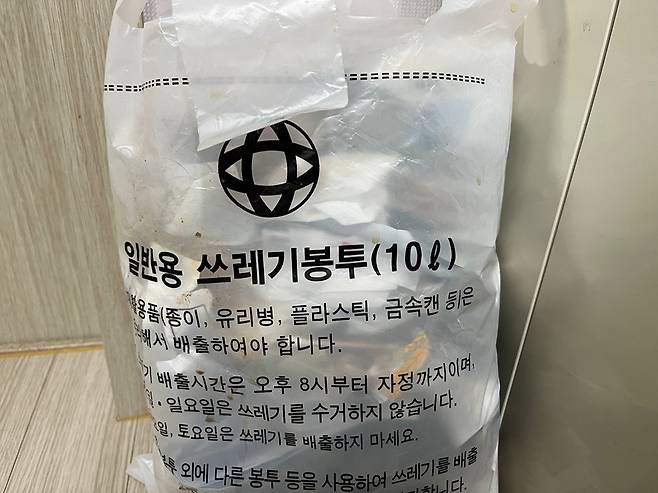 일반용 쓰레기봉투(10ℓ)
용품(종이, 유리병, 플라스틱, 금속캔 등)은
해서 배출하여야 합니다.
배출시간은 오후 8시부터 자정까지이며,
· 일요일은 쓰레기를 수거하지 않습니다.
토요일은 쓰레기를 배출하지 마세요.
외에 다른 봉투 등을 사용하여 쓰레기를 배출